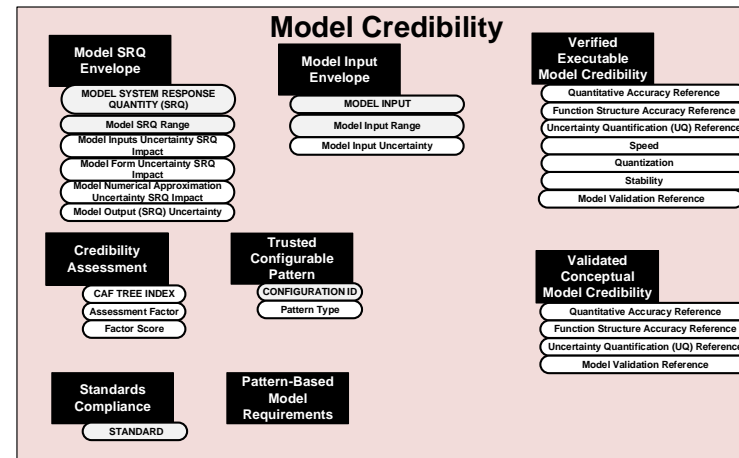 Model Credibility
Model SRQ
Envelope
MODEL SYSTEM RESPONSE
QUANTITY (SRQ)
Model SRQ Range
Model Inputs Uncertainty SRQ
Impact
Model Form Uncertainty SRQ
Impact
Model Numerical Approximation
Uncertainty SRQ Impact
Model Output (SRQ) Uncertainty
Model Input
Envelope
MODEL INPUT
Model Input Range
Model Input Uncertainty
Verified
Executable
Model Credibility
Quantitative Accuracy Reference
Function Structure Accuracy Reference
Uncertainty Quantification (UQ) Reference
Speed
Quantization
Stability
Model Validation Reference
Credibility
Assessment
CAF TREE INDEX
Assessment Factor
Factor Score
Trusted
Configurable
Pattern
CONFIGURATION ID
Pattern Type
Validated
Conceptual
Model Credibility
Quantitative Accuracy Reference
Function Structure Accuracy Reference
Uncertainty Quantification (UQ) Reference
Model Validation Reference
Standards
Compliance
STANDARD
Pattern-Based
Model
Requirements